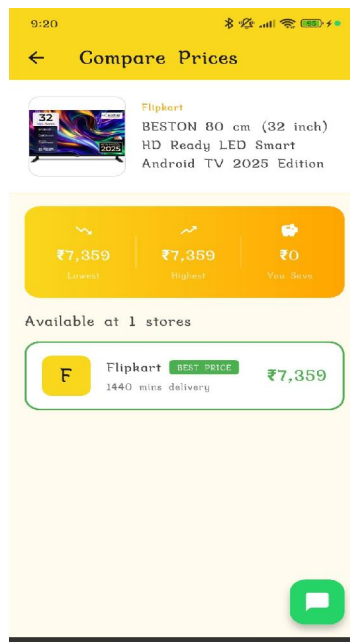 9:20
Compare Prices
32
2025
Flipkart
BESTON 80 cm (32 inch)
HD Ready LED Smart
Android TV 2025 Edition
₹7,359
₹7,359
₹0
Lowest
Highest
You Save
Available at 1 stores
F
Flipkart
BEST PRICE
₹7,359
1440 mins delivery